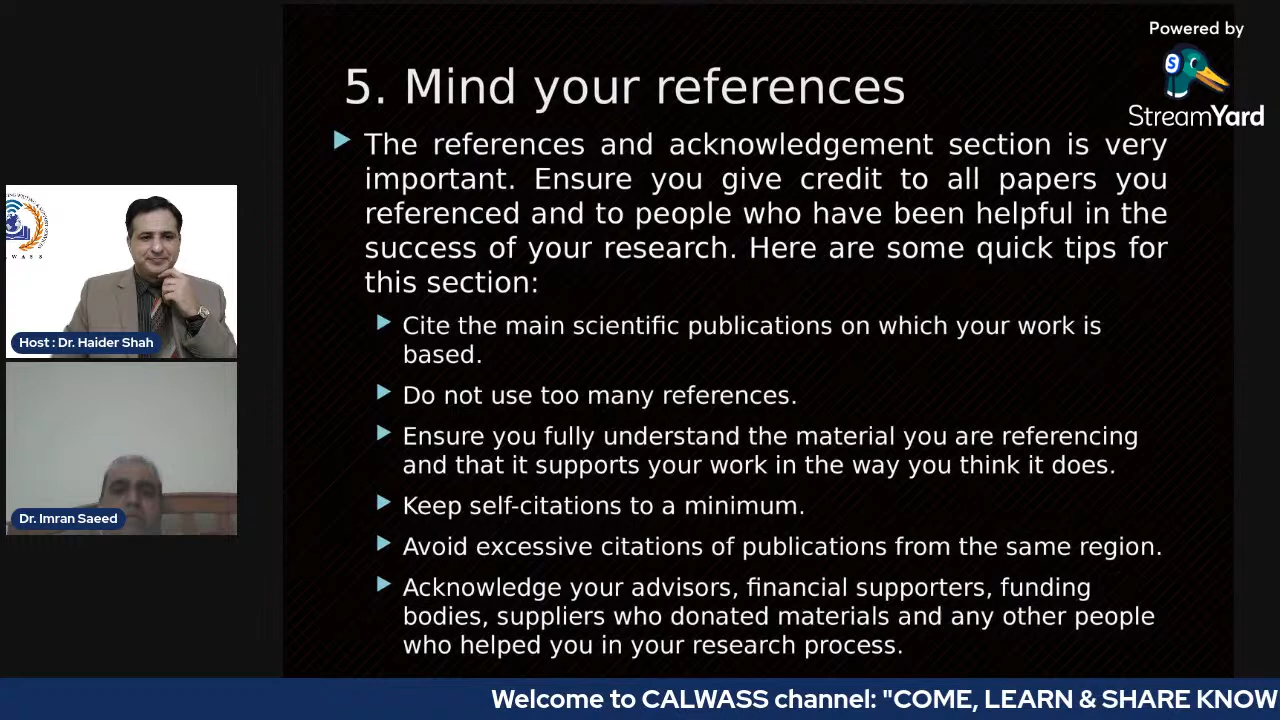 Powered by
StreamYard
5. Mind your references
The references and acknowledgement section is very
important. Ensure you give credit to all papers you
referenced and to people who have been helpful in the
success of your research. Here are some quick tips for
this section:
Cite the main scientific publications on which your work is
based.
Do not use too many references.
Ensure you fully understand the material you are referencing
and that it supports your work in the way you think it does.
Keep self-citations to a minimum.
Avoid excessive citations of publications from the same region.
Acknowledge your advisors, financial supporters, funding
bodies, suppliers who donated materials and any other people
who helped you in your research process.
Host : Dr. Haider Shah
Dr. Imran Saeed
Welcome to CALWASS channel: "COME, LEARN & SHARE KNOW